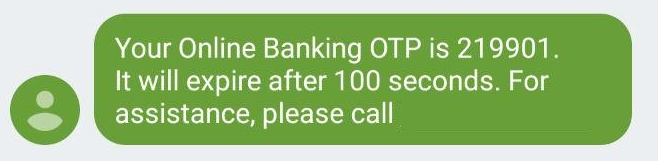 Your Online Banking OTP is 219901.
It will expire after 100 seconds. For
assistance, please call